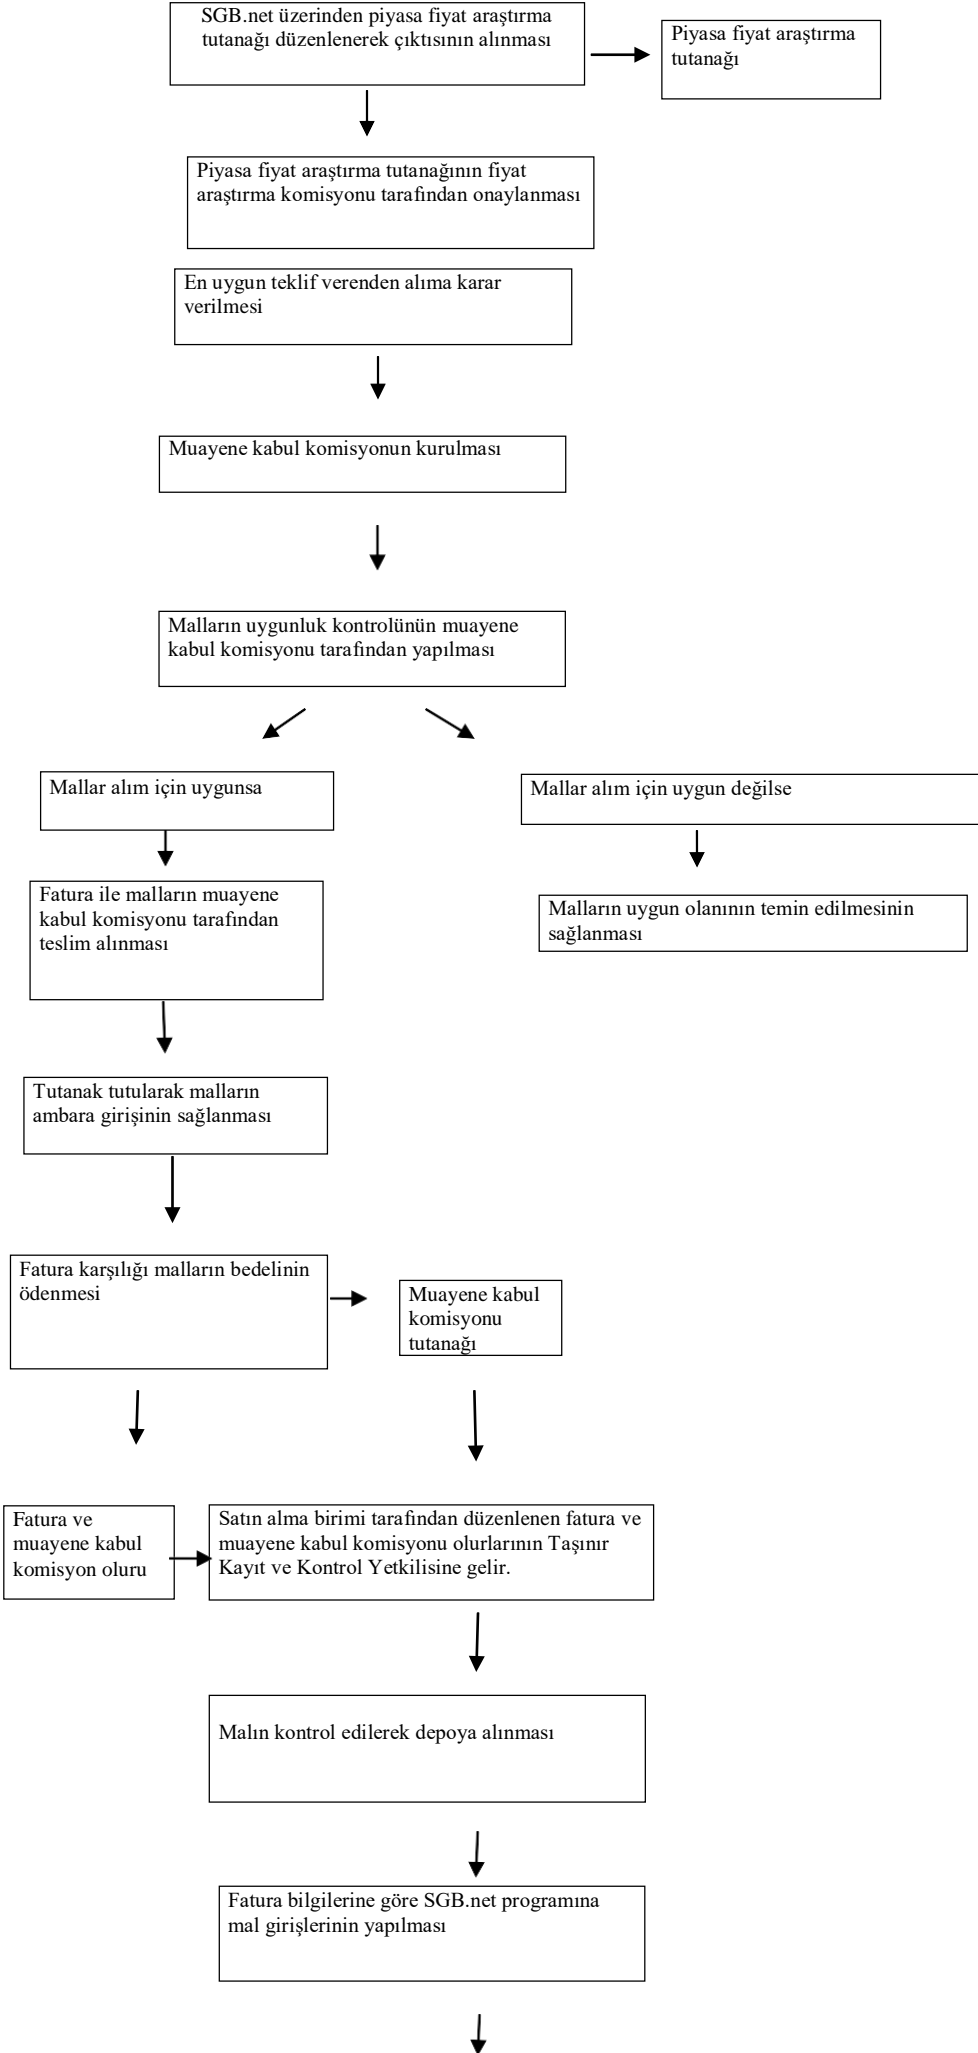 SGB.net üzerinden piyasa fiyat araştırma
tutanağı düzenlenerek çıktısının alınması
Piyasa fiyat araştırma
tutanağı
Piyasa fiyat araştırma tutanağının fiyat
araştırma komisyonu tarafından onaylanması
En uygun teklif verenden alıma karar
verilmesi
Muayene kabul komisyonun kurulması
Malların uygunluk kontrolünün muayene
kabul komisyonu tarafından yapılması
Mallar alım için uygunsa
Mallar alım için uygun değilse
Fatura ile malların muayene
kabul komisyonu tarafından
teslim alınması
Malların uygun olanının temin edilmesinin
sağlanması
Tutanak tutularak malların
ambara girişinin sağlanması
Fatura karşılığı malların bedelinin
ödenmesi
Muayene kabul
komisyonu
tutanağı
Fatura ve
muayene kabul
komisyon oluru
Satın alma birimi tarafından düzenlenen fatura ve
muayene kabul komisyonu olurlarının Taşınır
Kayıt ve Kontrol Yetkilisine gelir.
Malın kontrol edilerek depoya alınması
Fatura bilgilerine göre SGB.net programına
mal girişlerinin yapılması